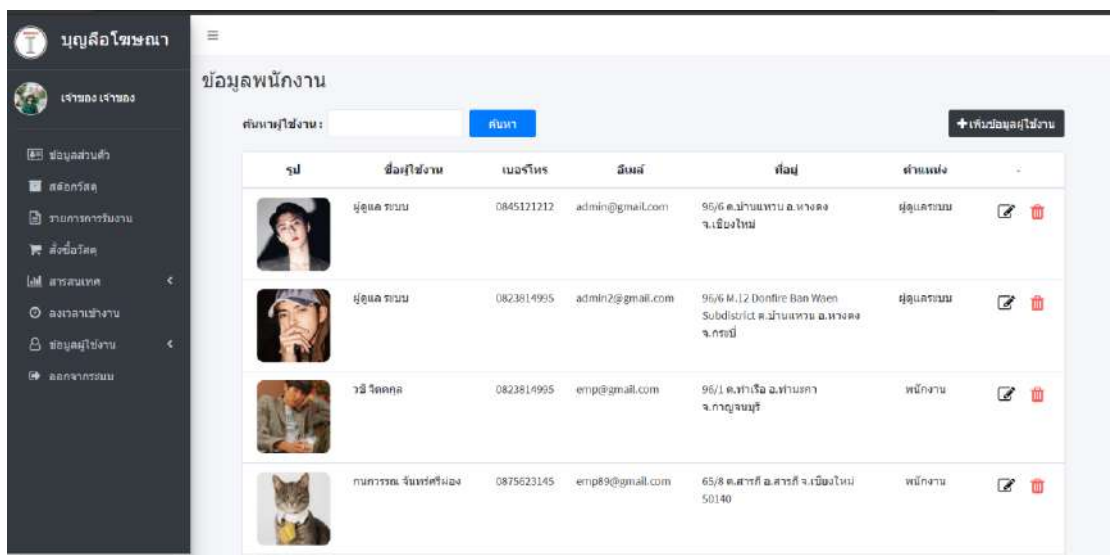 บุญลือโฆษณา
เจ้าของ เจ้าของ
ข้อมูลส่วนตัว
สต๊อกวัสดุ
รายการการรับงาน
สั่งซื้อวัสดุ
สารสนเทศ
ลงเวลาเข้างาน
ข้อมูลผู้ใช้งาน
ออกจากระบบ
ข้อมูลพนักงาน
ค้นหาผู้ใช้งาน :
ค้นหา
+เพิ่มข้อมูลผู้ใช้งาน
รูป ชื่อผู้ใช้งาน เบอร์โทร อีเมล์ ที่อยู่ ตำแหน่ง -
ผู้ดูแล ระบบ 0845121212 admin@gmail.com 96/6 ต.บ้านแหวน อ.หางดง ผู้ดูแลระบบ
จ.เชียงใหม่
ผู้ดูแล ระบบ 0823814995 admin2@gmail.com 96/6 M.12 Donfire Ban Waen ผู้ดูแลระบบ
Subdistrict ต.บ้านแหวน อ.หางดง
จ.กระบี่
วชิ จิตตกุล 0823814995 emp@gmail.com 96/1 ต.ท่าเรือ อ.ท่ามะกา พนักงาน
จ.กาญจนบุรี
กนกวรรณ จันทร์ศรีผ่อง 0875623145 emp89@gmail.com 65/8 ต.สารภี อ.สารภี จ.เชียงใหม่ พนักงาน
50140